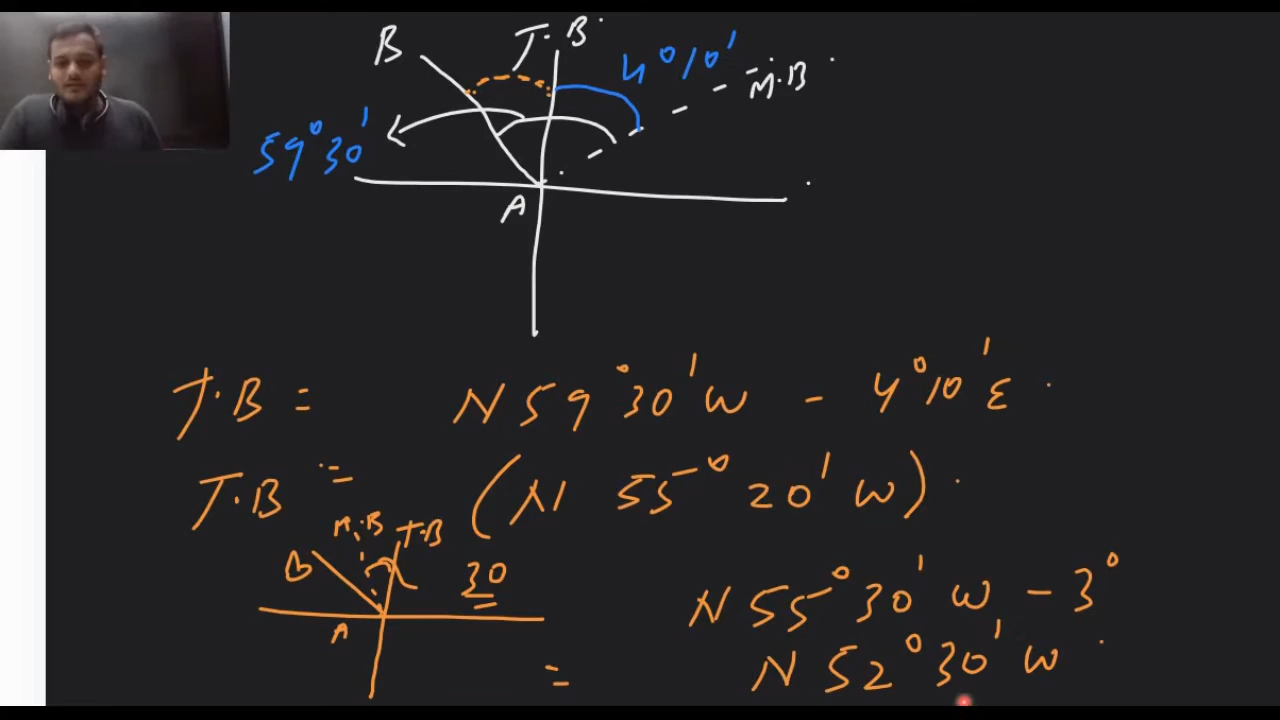 B T.B 4°10' M.B
59°30'
A
T.B = N 59°30' W - 4°10' E
T.B = (N 55°20' W)
M.B T.B
B 30
A
N 55°30' W - 3°
= N 52°30' W